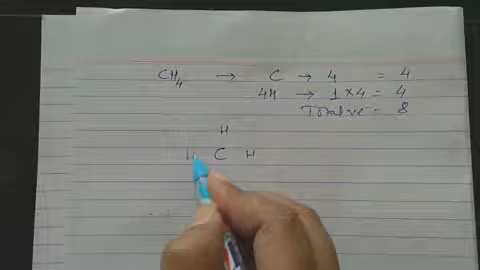 CH₄ → C → 4 = 4
4H → 1 × 4 = 4
Total ve⁻ = 8
H
C H